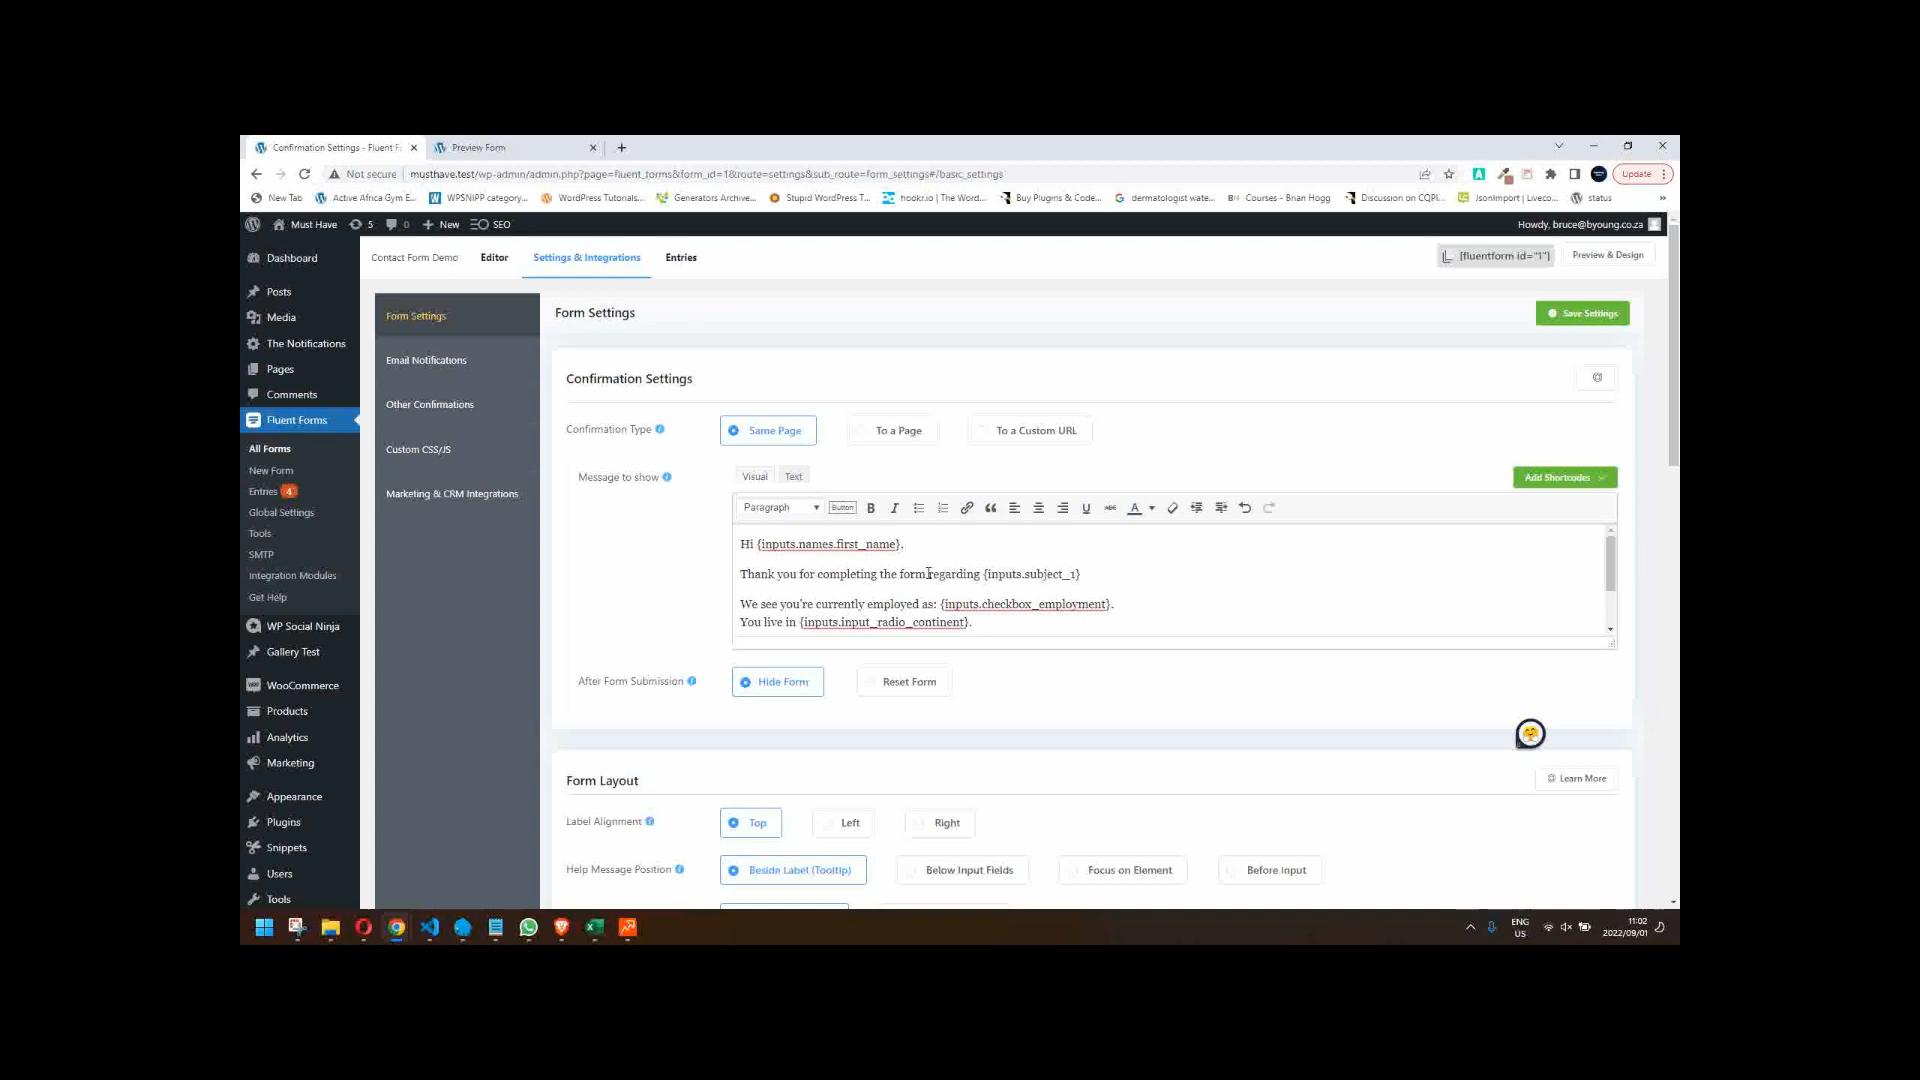 Confirmation Settings - Fluent F
Preview Form
Not secure musthave.test/wp-admin/admin.php?page=fluent_forms&form_id=1&route=settings&sub_route=form_settings#/basic_settings
Update
New Tab Active Africa Gym E... WPSNIPP category... WordPress Tutorials... Generators Archive... Stupid WordPress T... hookr.io | The Word... Buy Plugins & Code... dermatologist wate... Courses - Brian Hogg Discussion on CQPI... JsonImport | Liveco... status »
Must Have 5 0 New SEO Howdy, bruce@byoung.co.za
Dashboard
Posts
Media
The Notifications
Pages
Comments
Fluent Forms
All Forms
New Form
Entries 4
Global Settings
Tools
SMTP
Integration Modules
Get Help
WP Social Ninja
Gallery Test
WooCommerce
Products
Analytics
Marketing
Appearance
Plugins
Snippets
Users
Tools
Contact Form Demo Editor Settings & Integrations Entries [fluentform id="1"] Preview & Design
Form Settings
Email Notifications
Other Confirmations
Custom CSS/JS
Marketing & CRM Integrations
Form Settings Save Settings
Confirmation Settings
Confirmation Type Same Page To a Page To a Custom URL
Message to show Visual Text Add Shortcodes
Paragraph Button B I U ABC A
Hi {inputs.names.first_name},
Thank you for completing the form regarding {inputs.subject_1}
We see you're currently employed as: {inputs.checkbox_employment}.
You live in {inputs.input_radio_continent}.
After Form Submission Hide Form Reset Form
Form Layout Learn More
Label Alignment Top Left Right
Help Message Position Beside Label (Tooltip) Below Input Fields Focus on Element Before Input
ENG
US
11:02
2022/09/01